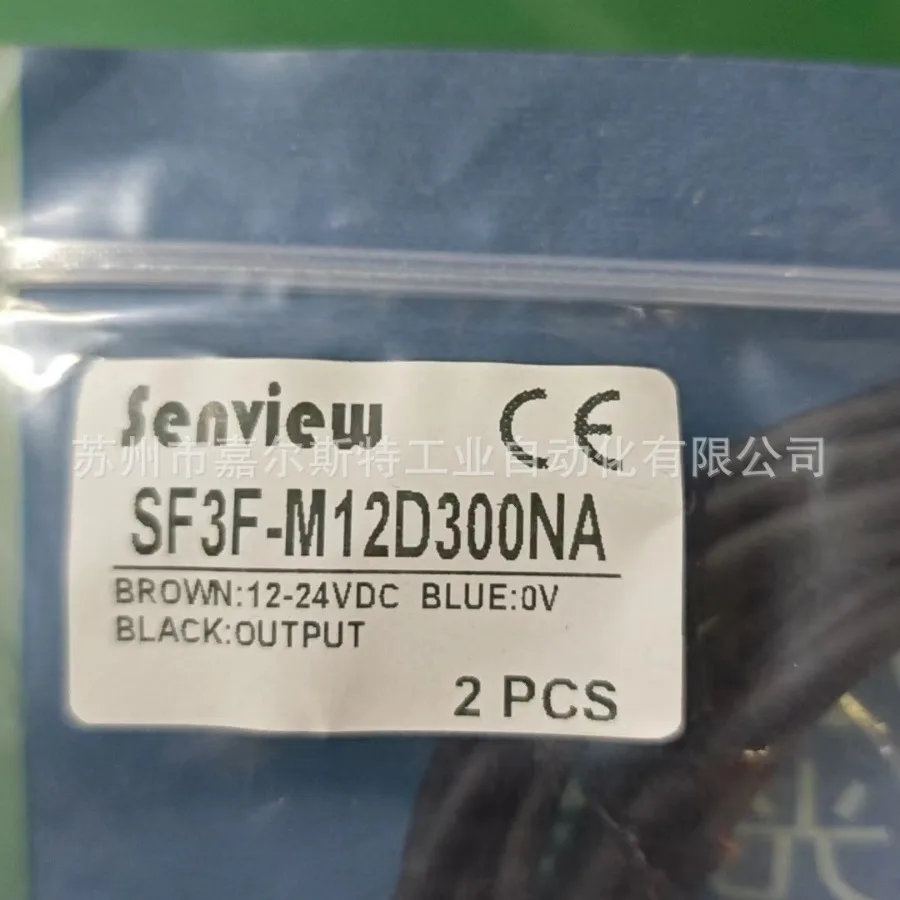 Senview CE
苏州市嘉尔斯特工业自动化有限公司
SF3F-M12D300NA
BROWN:12-24VDC BLUE:0V
BLACK:OUTPUT
2 PCS
光